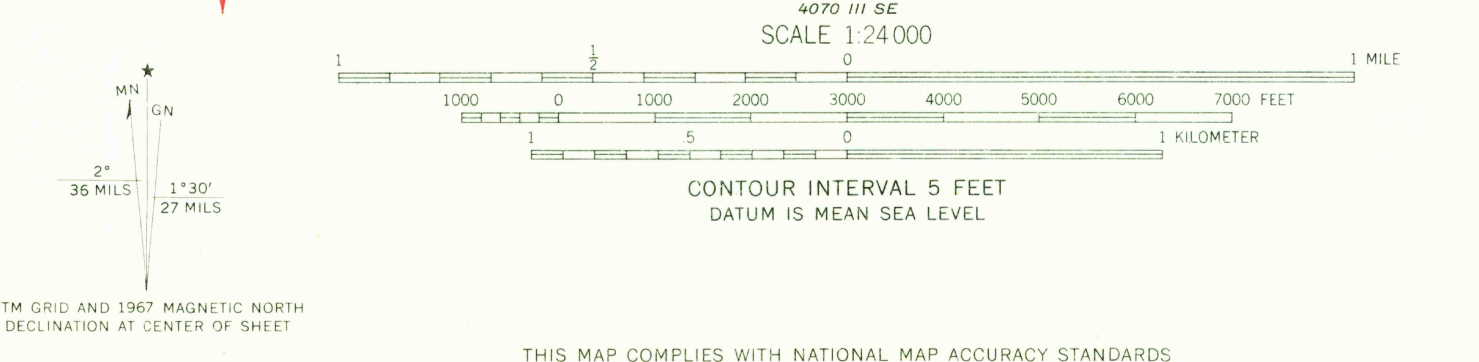 4070 III SE
SCALE 1:24 000
1 1/2 0 1 MILE
1000 0 1000 2000 3000 4000 5000 6000 7000 FEET
1 .5 0 1 KILOMETER
CONTOUR INTERVAL 5 FEET
DATUM IS MEAN SEA LEVEL
MN
GN
2°
36 MILS
1°30′
27 MILS
TM GRID AND 1967 MAGNETIC NORTH
DECLINATION AT CENTER OF SHEET
THIS MAP COMPLIES WITH NATIONAL MAP ACCURACY STANDARDS